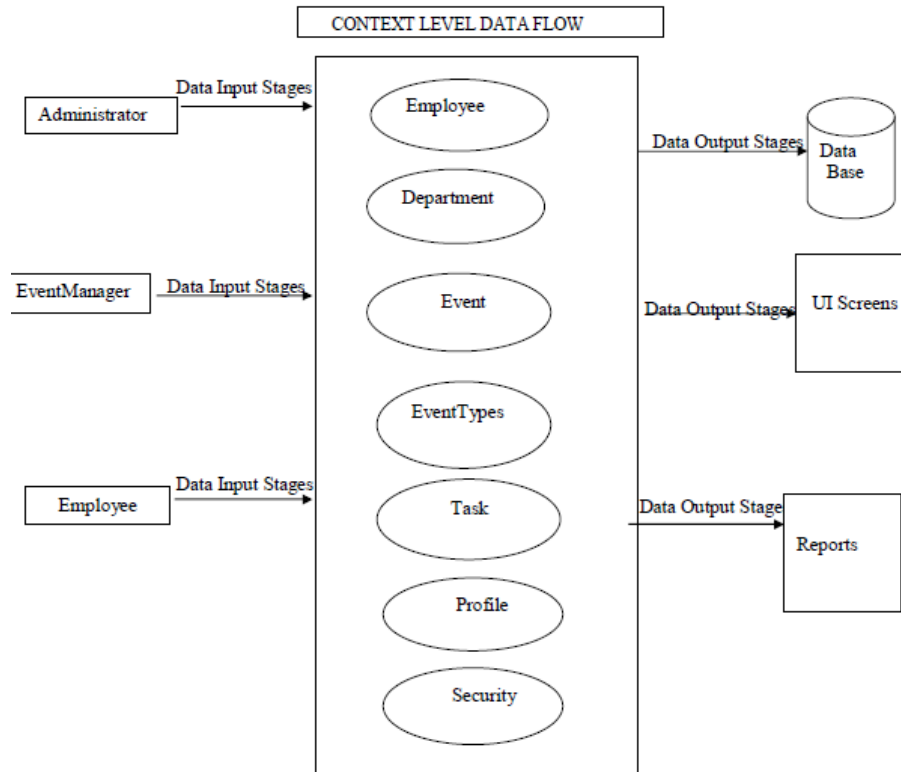 CONTEXT LEVEL DATA FLOW
Data Input Stages
Administrator
Employee
Data Output Stages
Data
Base
Department
EventManager
Data Input Stages
Event
Data Output Stages
UI Screens
EventTypes
Data Input Stages
Employee
Task
Data Output Stage
Reports
Profile
Security